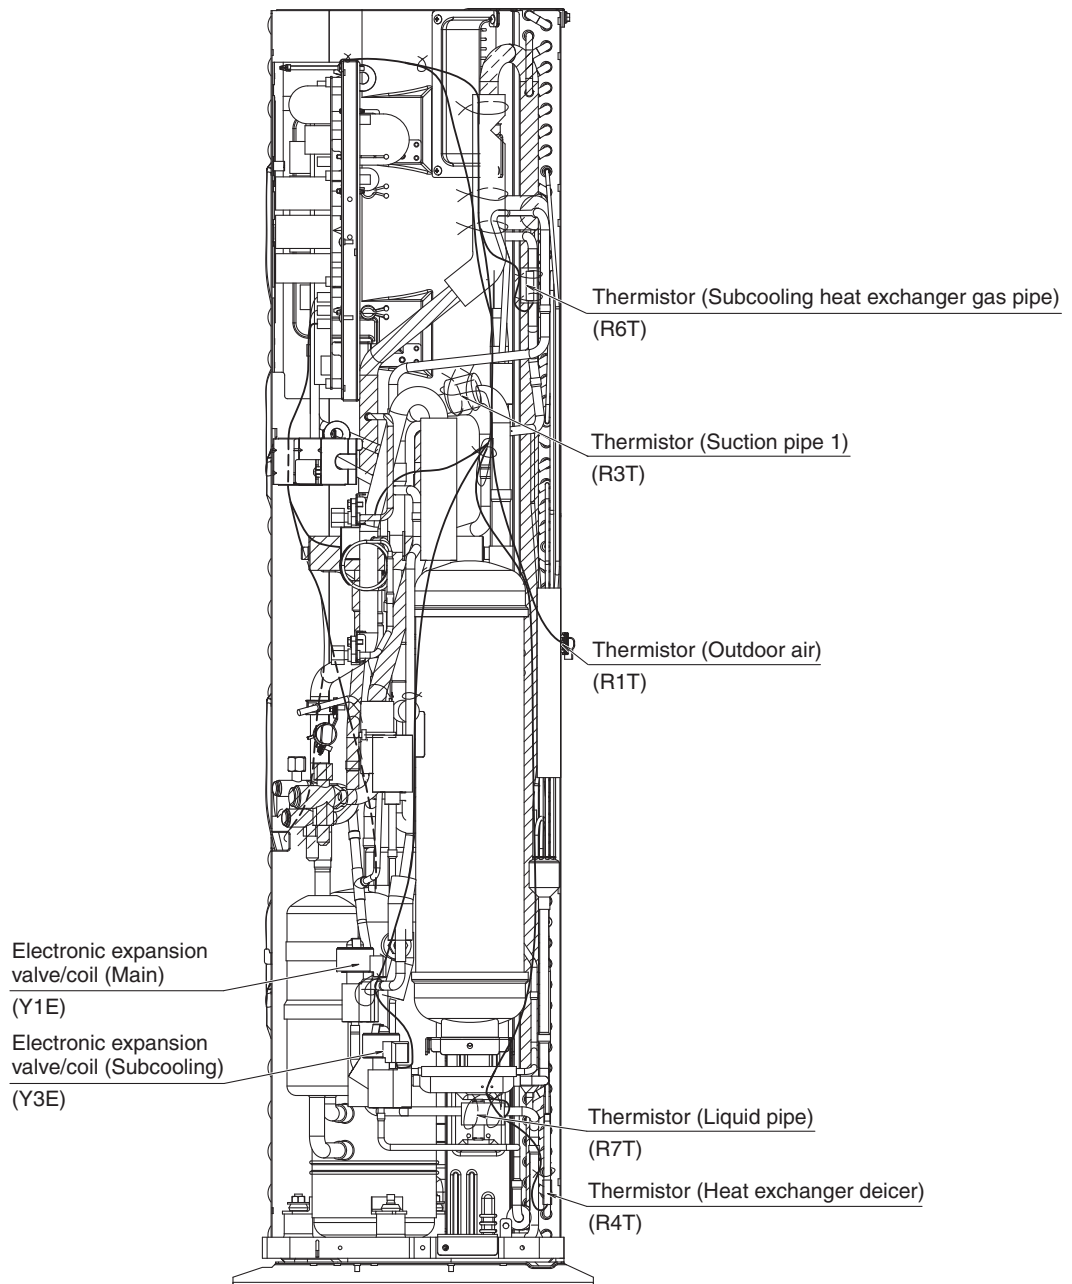 Thermistor (Subcooling heat exchanger gas pipe)
(R6T)
Thermistor (Suction pipe 1)
(R3T)
Thermistor (Outdoor air)
(R1T)
Electronic expansion
valve/coil (Main)
(Y1E)
Electronic expansion
valve/coil (Subcooling)
(Y3E)
Thermistor (Liquid pipe)
(R7T)
Thermistor (Heat exchanger deicer)
(R4T)